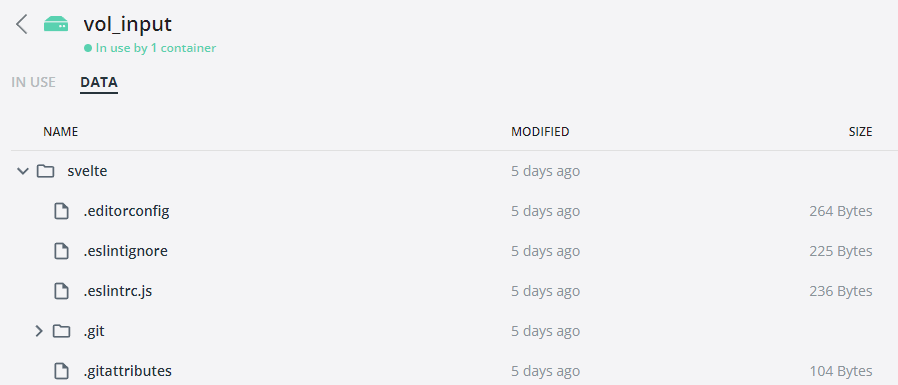 vol_input
In use by 1 container
IN USE DATA
NAME MODIFIED SIZE
svelte 5 days ago
.editorconfig 5 days ago 264 Bytes
.eslintignore 5 days ago 225 Bytes
.eslintrc.js 5 days ago 236 Bytes
.git 5 days ago
.gitattributes 5 days ago 104 Bytes